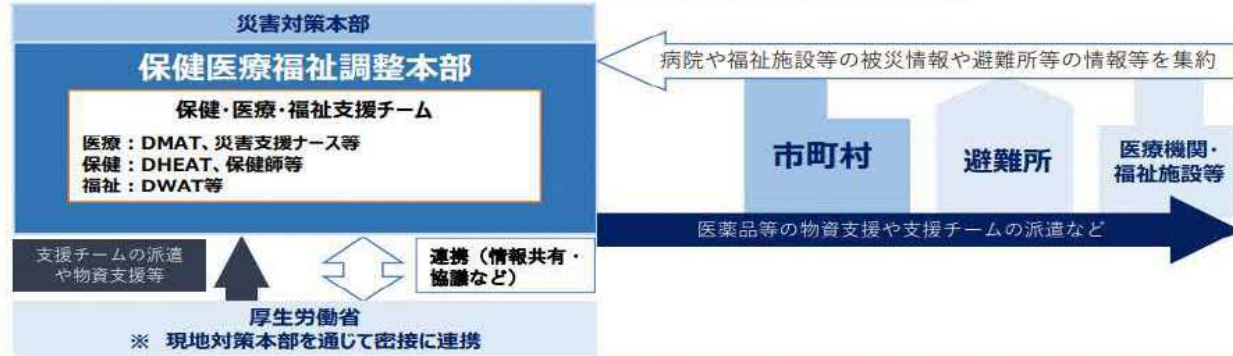 災害対策本部
保健医療福祉調整本部
保健・医療・福祉支援チーム
医療：DMAT、災害支援ナース等
保健：DHEAT、保健師等
福祉：DWAT等
病院や福祉施設等の被災情報や避難所等の情報等を集約
市町村
避難所
医療機関・
福祉施設等
医薬品等の物資支援や支援チームの派遣など
支援チームの派遣
や物資支援等
連携（情報共有・
協議など）
厚生労働省
※ 現地対策本部を通じて密接に連携